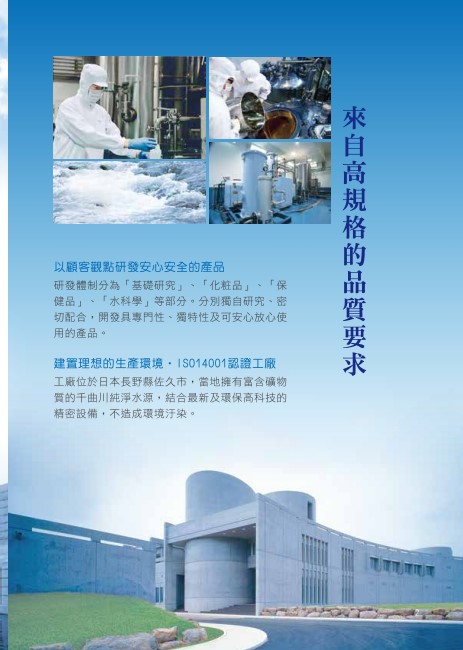 來自高規格的品質要求
以顧客觀點研發安心安全的產品
研發體制分為「基礎研究」、「化粧品」、「保
健品」、「水科學」等部分。分別獨自研究、密
切配合，開發具專門性、獨特性及可安心放心使
用的產品。
建置理想的生產環境・ISO14001認證工廠
工廠位於日本長野縣佐久市，當地擁有富含礦物
質的千曲川純淨水源，結合最新及環保高科技的
精密設備，不造成環境汙染。